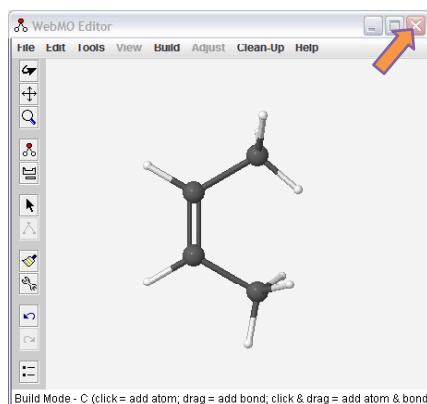 WebMO Editor
File Edit Tools View Build Adjust Clean-Up Help
Build Mode - C (click = add atom; drag = add bond; click & drag = add atom & bond